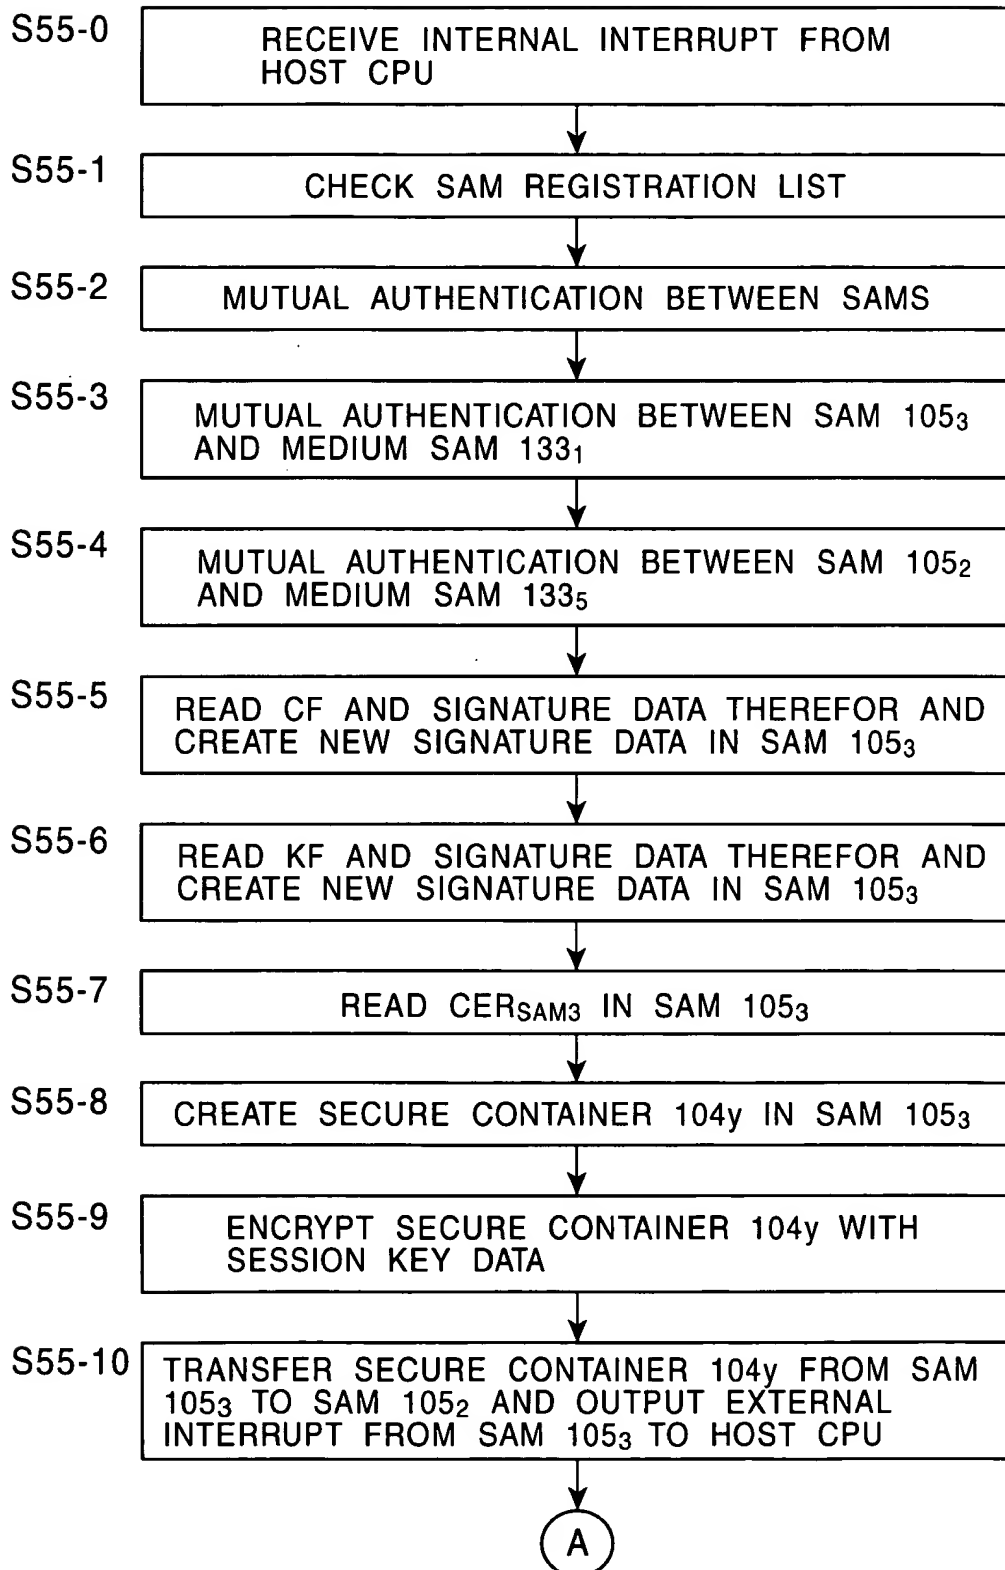 S55-0
RECEIVE INTERNAL INTERRUPT FROM
HOST CPU
S55-1
CHECK SAM REGISTRATION LIST
S55-2
MUTUAL AUTHENTICATION BETWEEN SAMS
S55-3
MUTUAL AUTHENTICATION BETWEEN SAM 105₃
AND MEDIUM SAM 133₁
S55-4
MUTUAL AUTHENTICATION BETWEEN SAM 105₂
AND MEDIUM SAM 133₅
S55-5
READ CF AND SIGNATURE DATA THEREFOR AND
CREATE NEW SIGNATURE DATA IN SAM 105₃
S55-6
READ KF AND SIGNATURE DATA THEREFOR AND
CREATE NEW SIGNATURE DATA IN SAM 105₃
S55-7
READ CERSAM3 IN SAM 105₃
S55-8
CREATE SECURE CONTAINER 104y IN SAM 105₃
S55-9
ENCRYPT SECURE CONTAINER 104y WITH
SESSION KEY DATA
S55-10
TRANSFER SECURE CONTAINER 104y FROM SAM
105₃ TO SAM 105₂ AND OUTPUT EXTERNAL
INTERRUPT FROM SAM 105₃ TO HOST CPU
A